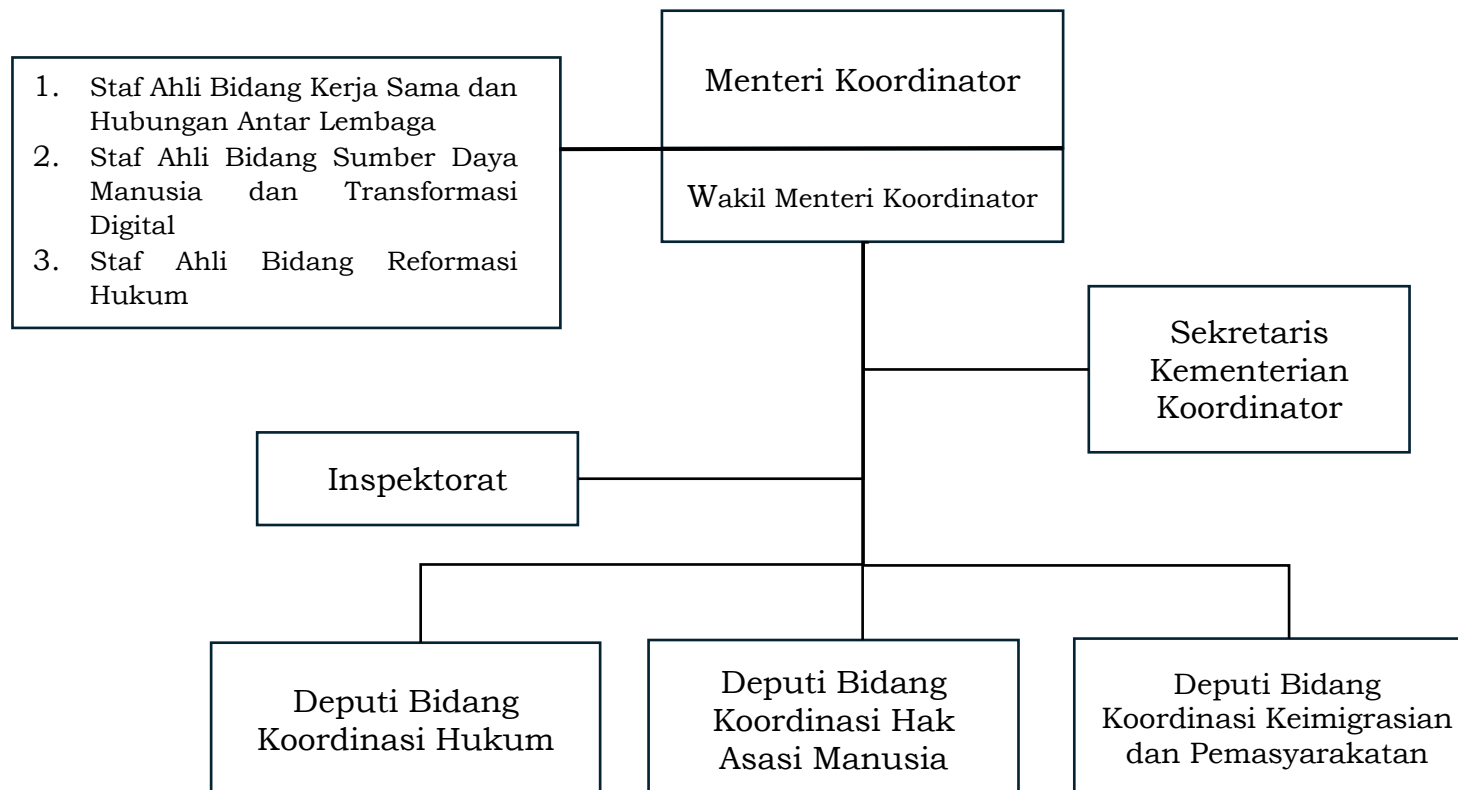 Menteri Koordinator
Wakil Menteri Koordinator
1. Staf Ahli Bidang Kerja Sama dan
Hubungan Antar Lembaga
2. Staf Ahli Bidang Sumber Daya
Manusia dan Transformasi
Digital
3. Staf Ahli Bidang Reformasi
Hukum
Sekretaris
Kementerian
Koordinator
Inspektorat
Deputi Bidang
Koordinasi Hukum
Deputi Bidang
Koordinasi Hak
Asasi Manusia
Deputi Bidang
Koordinasi Keimigrasian
dan Pemasyarakatan